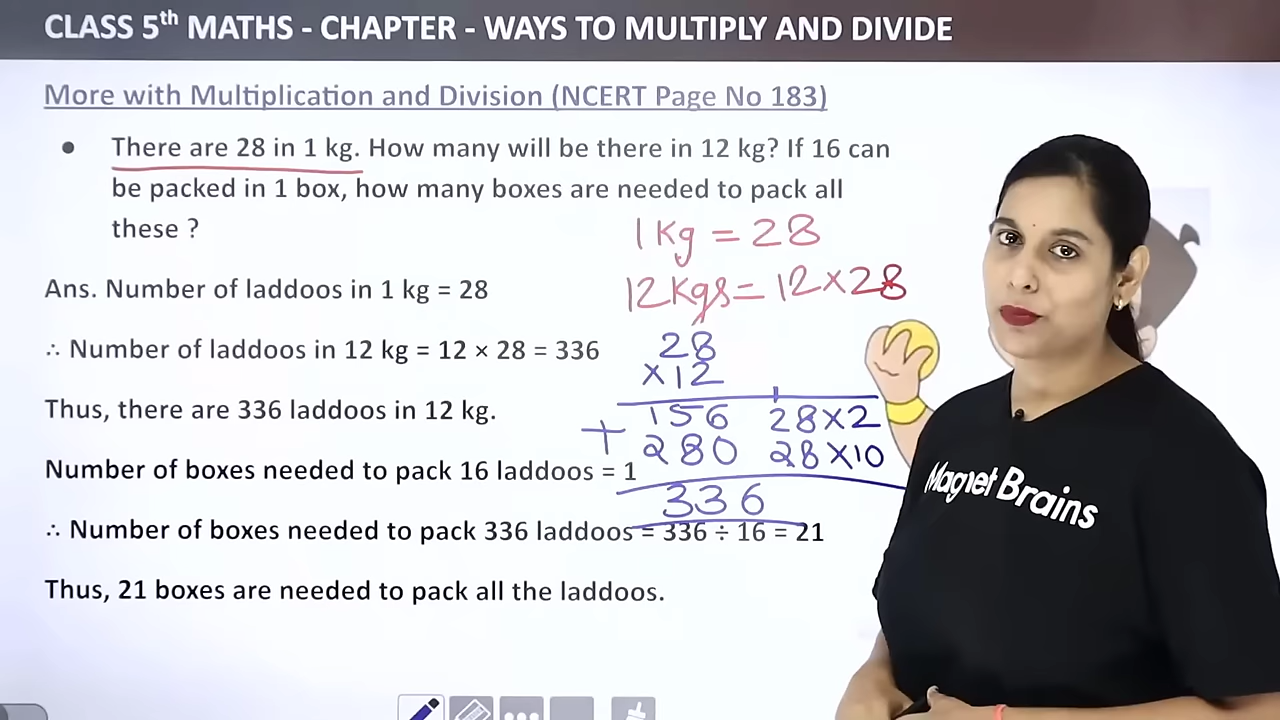 CLASS 5th MATHS - CHAPTER - WAYS TO MULTIPLY AND DIVIDE
More with Multiplication and Division (NCERT Page No 183)
● There are 28 in 1 kg. How many will be there in 12 kg? If 16 can
be packed in 1 box, how many boxes are needed to pack all
these ?
1 Kg = 28
12 Kgs = 12 × 28
Ans. Number of laddoos in 1 kg = 28
∴ Number of laddoos in 12 kg = 12 × 28 = 336
Thus, there are 336 laddoos in 12 kg.
Number of boxes needed to pack 16 laddoos = 1
∴ Number of boxes needed to pack 336 laddoos = 336 ÷ 16 = 21
Thus, 21 boxes are needed to pack all the laddoos.
28
×12
156 28×2
+ 280 28×10
336
Magnet Brains